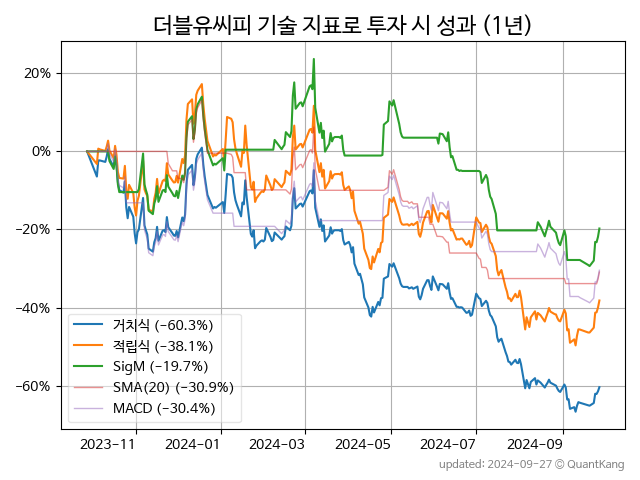 더블유씨피 기술 지표로 투자 시 성과 (1년)
20%
0%
−20%
−40%
−60%
거치식 (−60.3%)
적립식 (−38.1%)
SigM (−19.7%)
SMA(20) (−30.9%)
MACD (−30.4%)
2023-11 2024-01 2024-03 2024-05 2024-07 2024-09
updated: 2024-09-27 © QuantKang